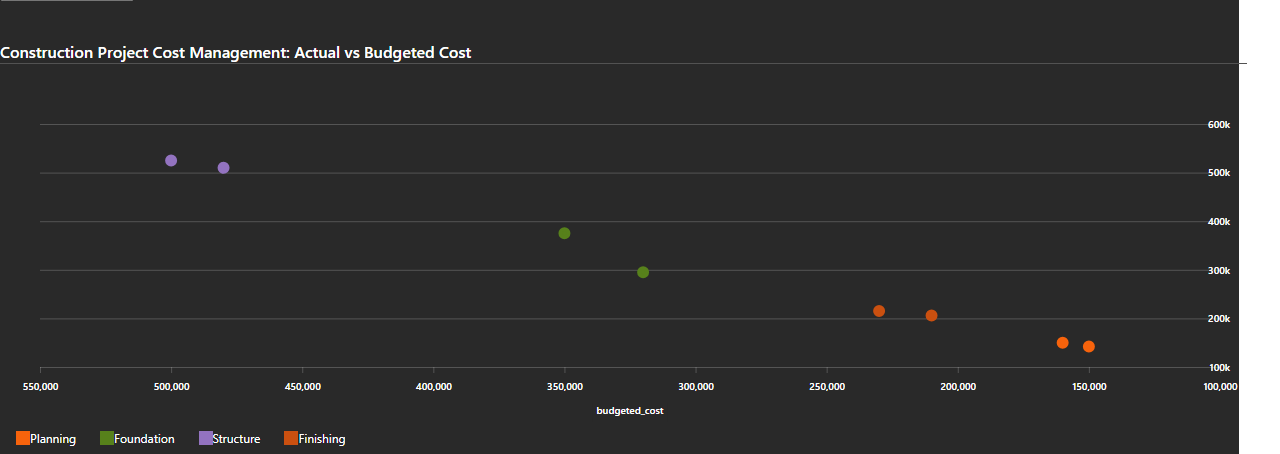 Construction Project Cost Management: Actual vs Budgeted Cost
600k
500k
400k
300k
200k
100k
550,000 500,000 450,000 400,000 350,000 300,000 250,000 200,000 150,000 100,000
budgeted_cost
Planning Foundation Structure Finishing